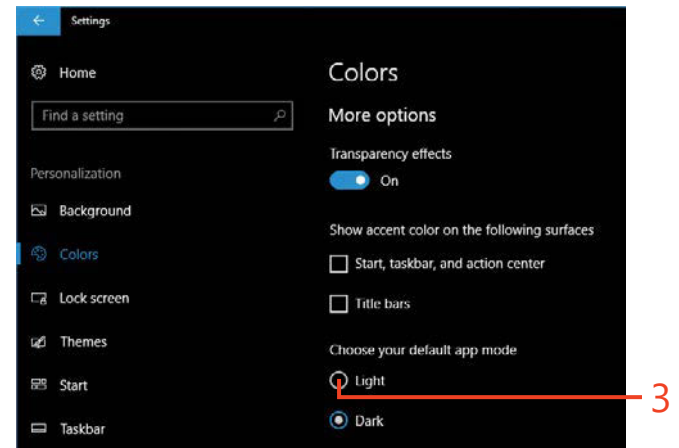 Settings
Home
Find a setting
Personalization
Background
Colors
Lock screen
Themes
Start
Taskbar
Colors
More options
Transparency effects
On
Show accent color on the following surfaces
Start, taskbar, and action center
Title bars
Choose your default app mode
Light
3
Dark